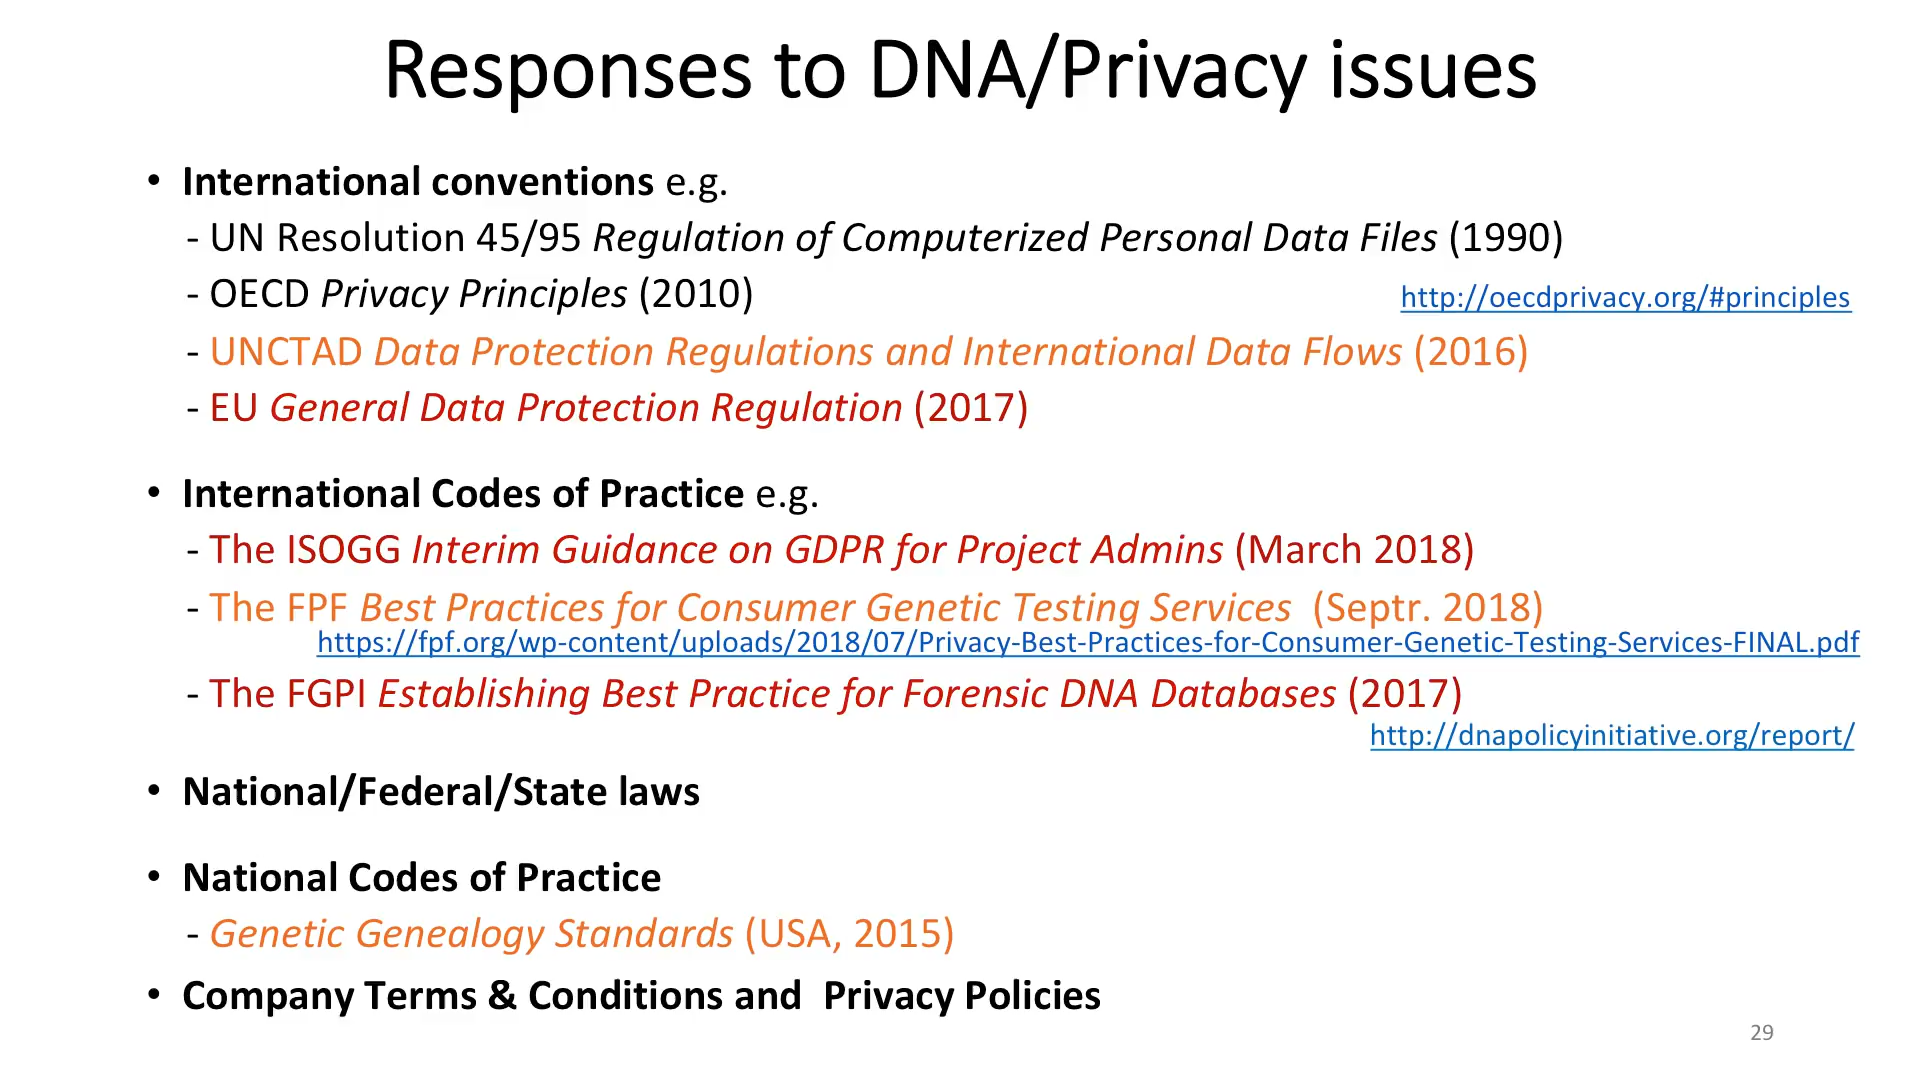 Responses to DNA/Privacy issues
• International conventions e.g.
- UN Resolution 45/95 Regulation of Computerized Personal Data Files (1990)
- OECD Privacy Principles (2010) http://oecdprivacy.org/#principles
- UNCTAD Data Protection Regulations and International Data Flows (2016)
- EU General Data Protection Regulation (2017)
• International Codes of Practice e.g.
- The ISOGG Interim Guidance on GDPR for Project Admins (March 2018)
- The FPF Best Practices for Consumer Genetic Testing Services (Septr. 2018)
https://fpf.org/wp-content/uploads/2018/07/Privacy-Best-Practices-for-Consumer-Genetic-Testing-Services-FINAL.pdf
- The FGPI Establishing Best Practice for Forensic DNA Databases (2017)
http://dnapolicyinitiative.org/report/
• National/Federal/State laws
• National Codes of Practice
- Genetic Genealogy Standards (USA, 2015)
• Company Terms & Conditions and Privacy Policies
29